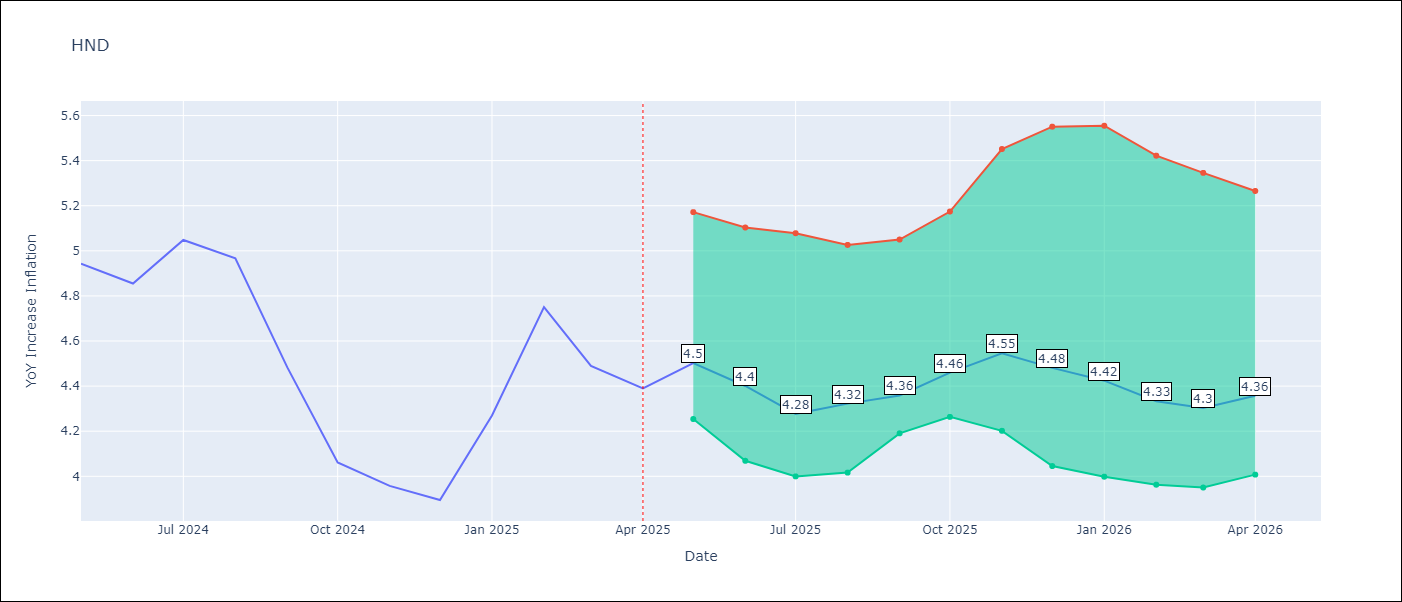 HND
YoY Increase Inflation
5.6
5.4
5.2
5
4.8
4.6
4.4
4.2
4
4.5
4.4
4.28
4.32
4.36
4.46
4.55
4.48
4.42
4.33
4.3
4.36
Jul 2024
Oct 2024
Jan 2025
Apr 2025
Jul 2025
Oct 2025
Jan 2026
Apr 2026
Date